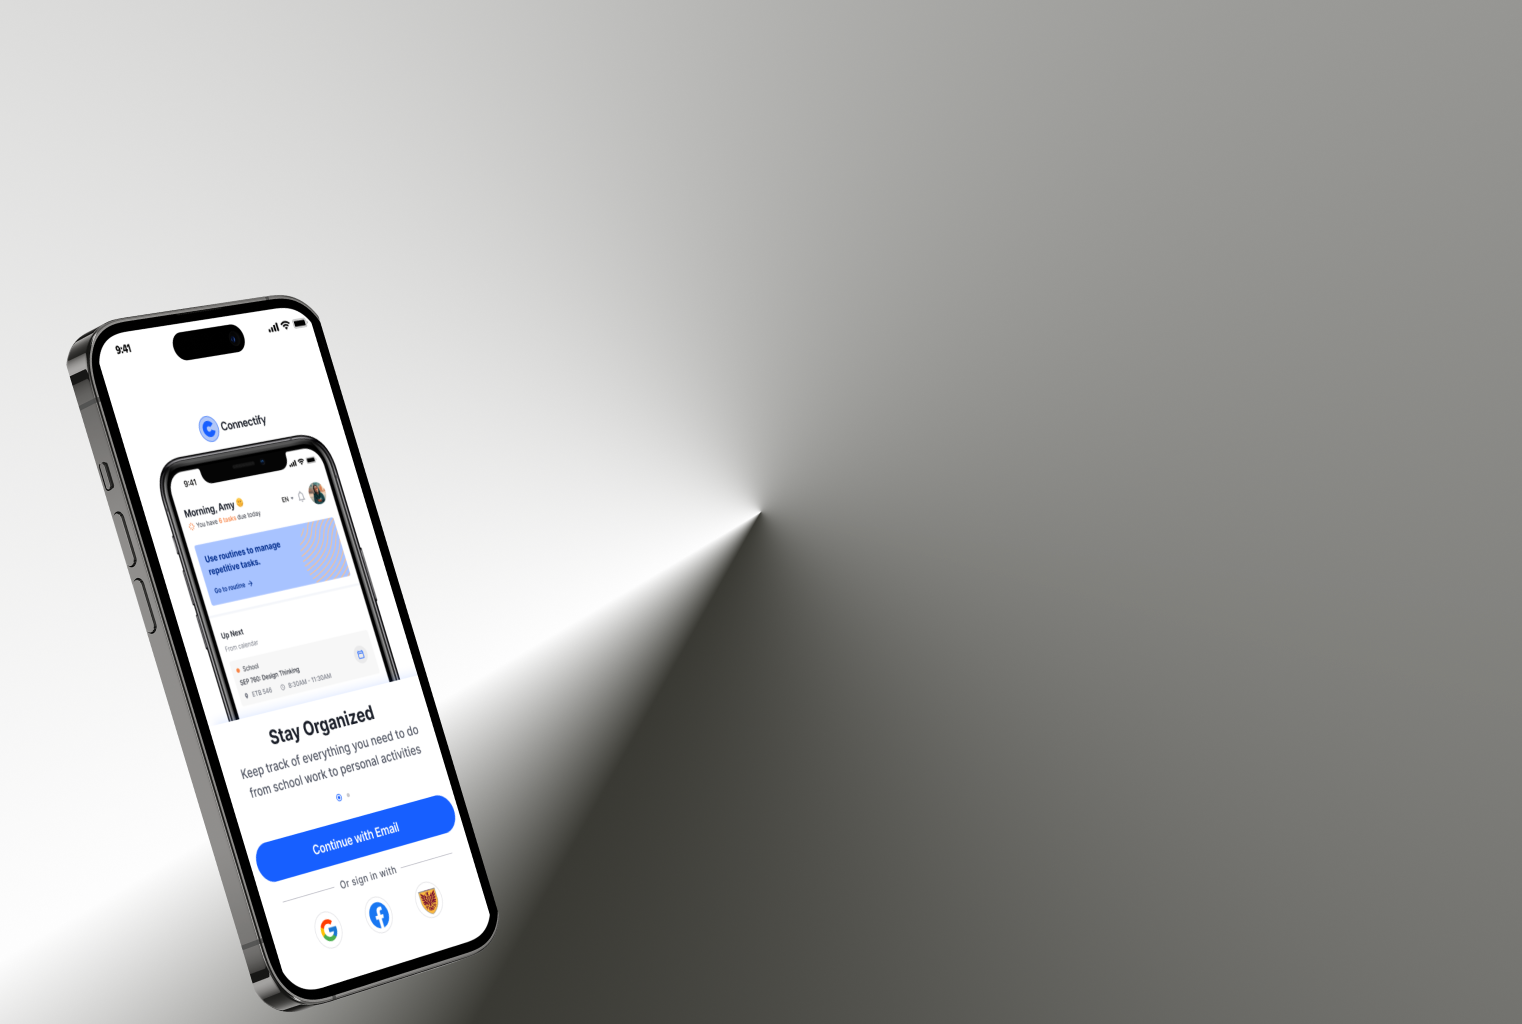 9:41
Connectify
9:41
Morning, Amy
EN
You have 6 tasks due today
Use routines to manage
repetitive tasks.
Go to routine →
Up Next
From calendar
School
SEP 760: Design Thinking
ETB 546 8:30AM - 11:30AM
Stay Organized
Keep track of everything you need to do
from school work to personal activities
Continue with Email
Or sign in with